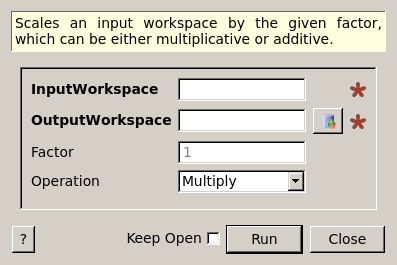 Scales an input workspace by the given factor,
which can be either multiplicative or additive.
InputWorkspace *
OutputWorkspace *
Factor 1
Operation Multiply
? Keep Open Run Close